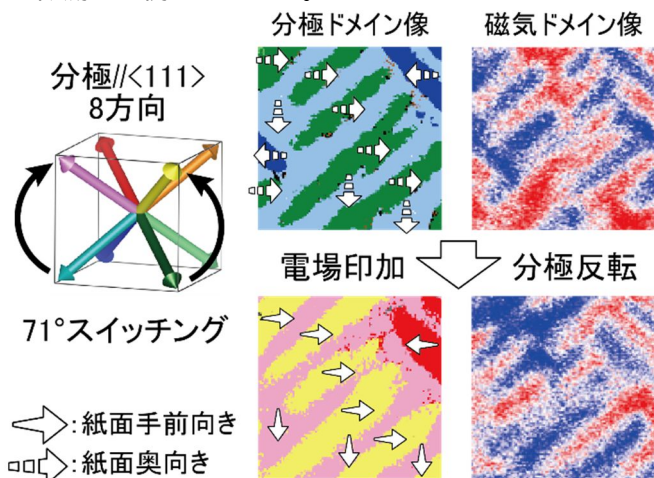 分極ドメイン像
磁気ドメイン像
分極//<111>
8方向
71°スイッチング
電場印加
分極反転
:紙面手前向き
:紙面奥向き